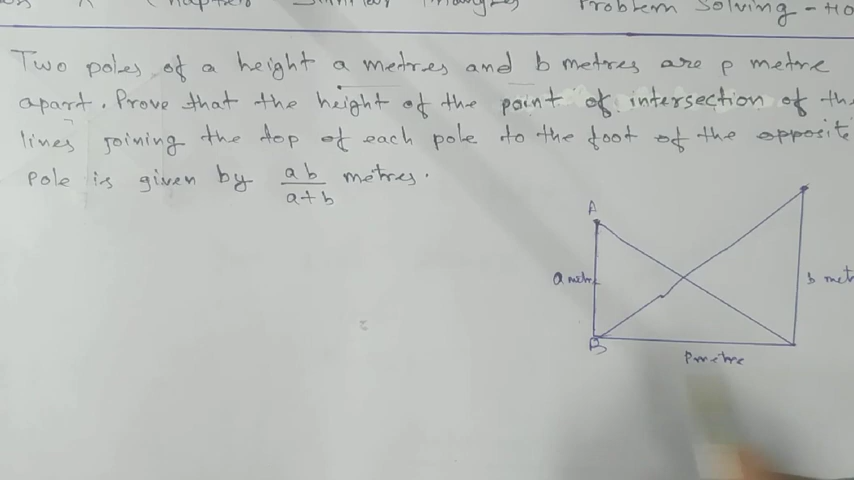 Problem Solving - HO
Two poles of a height a metres and b metres are p metre
apart. Prove that the height of the point of intersection of the
lines joining the top of each pole to the foot of the opposite
pole is given by ab/a+b metres.
A
a metre
b met
B
P metre